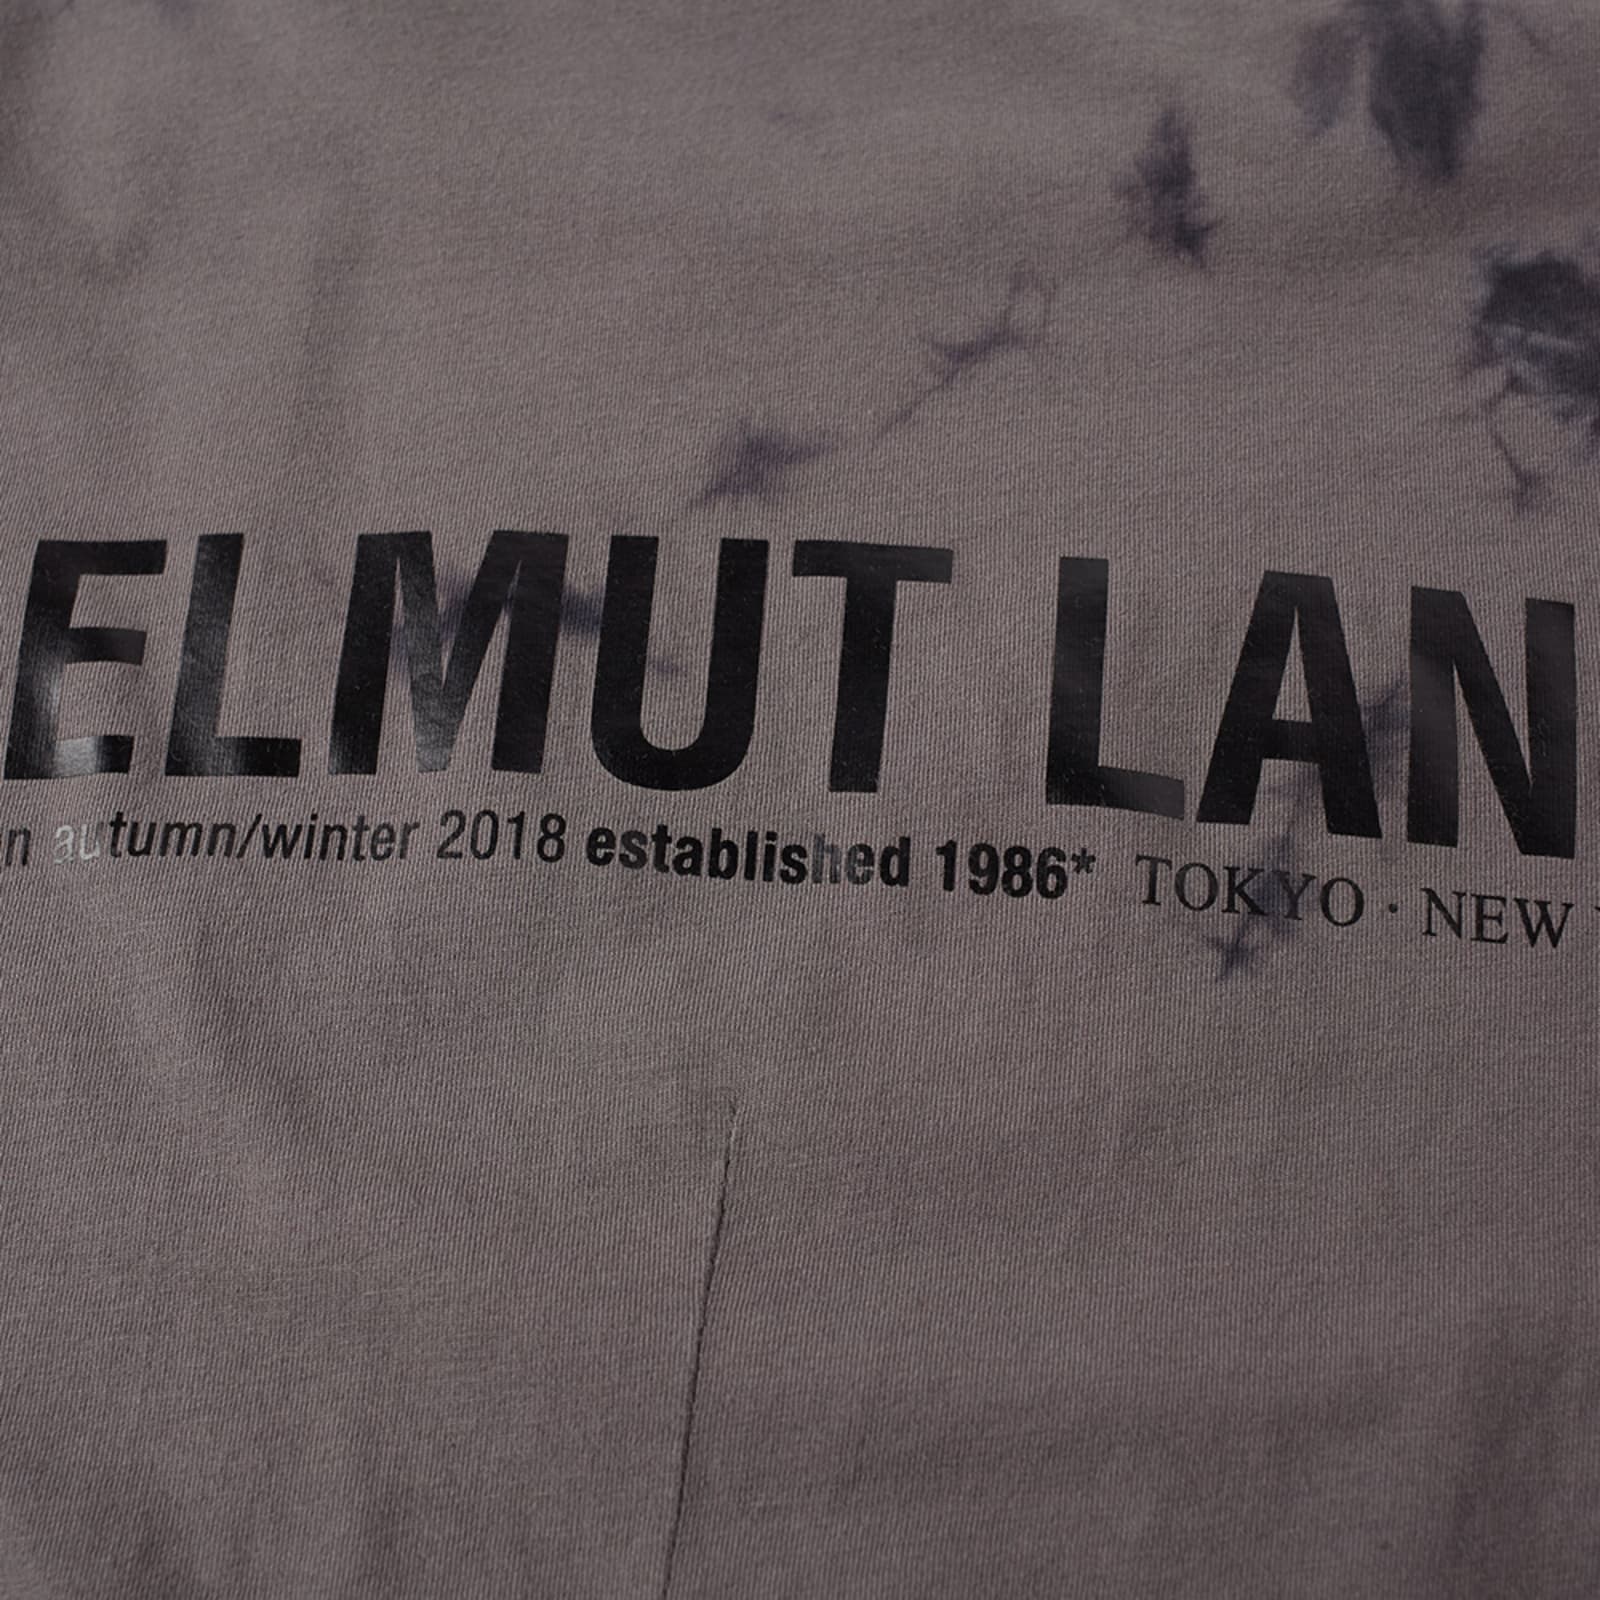 ELMUT LAN
n autumn/winter 2018 established 1986* TOKYO · NEW